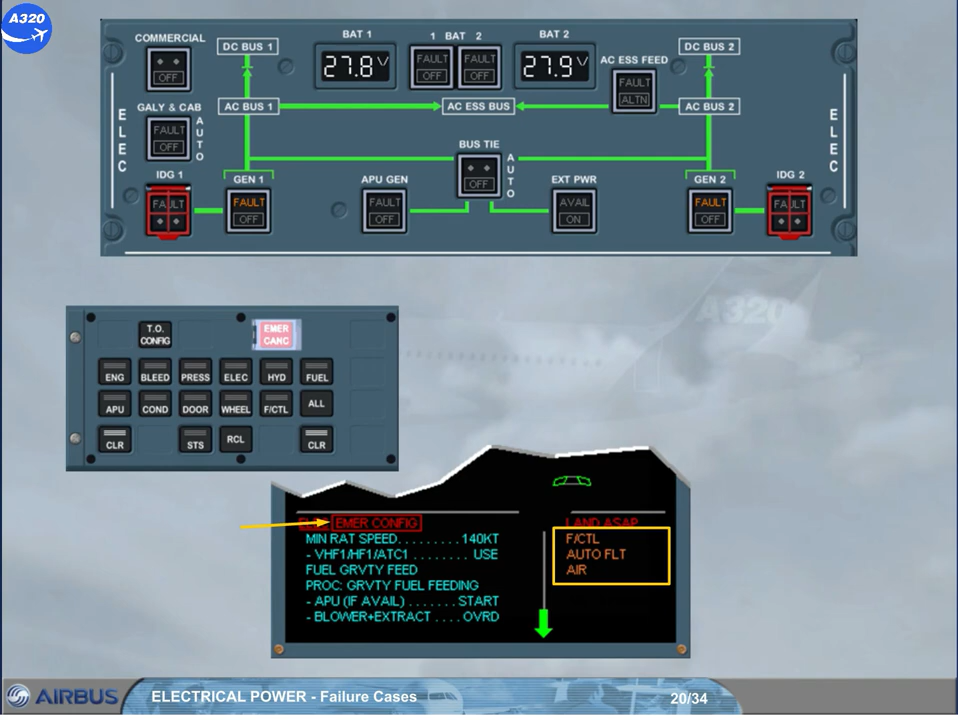 A320
COMMERCIAL
OFF
DC BUS 1
BAT 1
27.8 V
1 BAT 2
FAULT
OFF
FAULT
OFF
BAT 2
27.9 V
AC ESS FEED
FAULT
ALTN
DC BUS 2
GALY & CAB
FAULT
OFF
AUTO
AC BUS 1
AC ESS BUS
AC BUS 2
ELEC
ELEC
BUS TIE
OFF
AUTO
IDG 1
FAULT
GEN 1
FAULT
OFF
APU GEN
FAULT
OFF
EXT PWR
AVAIL
ON
GEN 2
FAULT
OFF
IDG 2
FAULT
A320
T.O.
CONFIG
EMER
CANC
ENG BLEED PRESS ELEC HYD FUEL
APU COND DOOR WHEEL F/CTL ALL
CLR STS RCL CLR
ELEC EMER CONFIG
MIN RAT SPEED.........140KT
- VHF1/HF1/ATC1 ........ USE
FUEL GRVTY FEED
PROC: GRVTY FUEL FEEDING
- APU (IF AVAIL) .......START
- BLOWER+EXTRACT .... OVRD
LAND ASAP
F/CTL
AUTO FLT
AIR
AIRBUS
ELECTRICAL POWER - Failure Cases
20/34